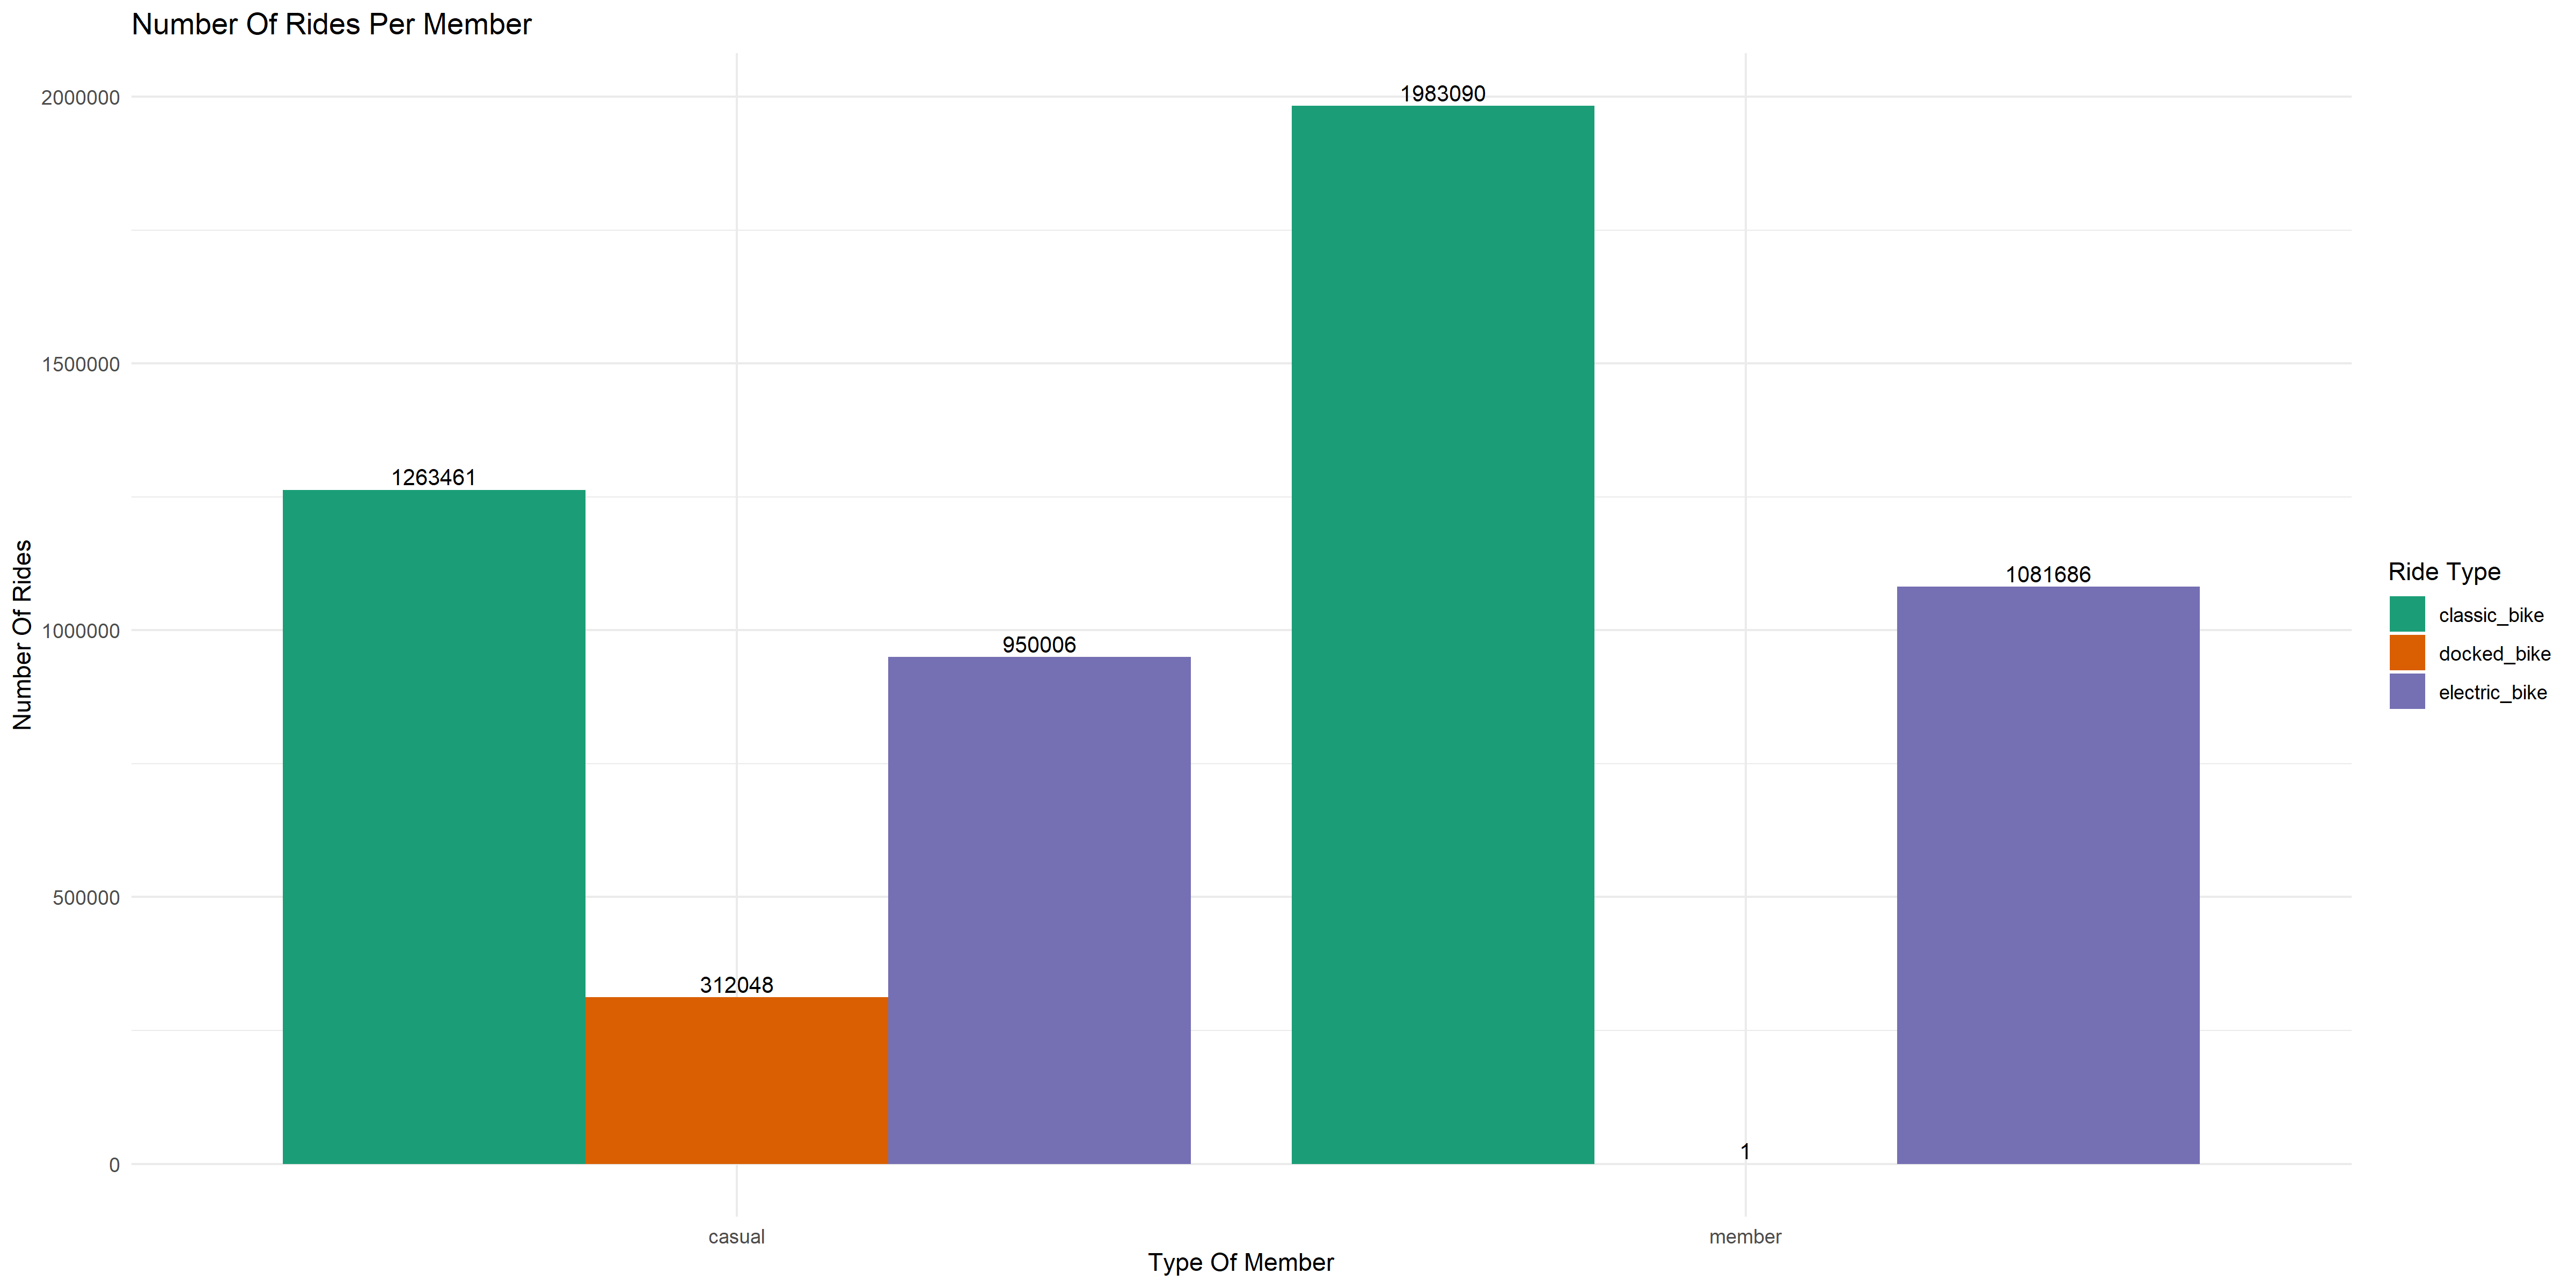 Number Of Rides Per Member
2000000
1500000
1000000
500000
0
Number Of Rides
1263461
312048
950006
1983090
1
1081686
casual
member
Type Of Member
Ride Type
classic_bike
docked_bike
electric_bike